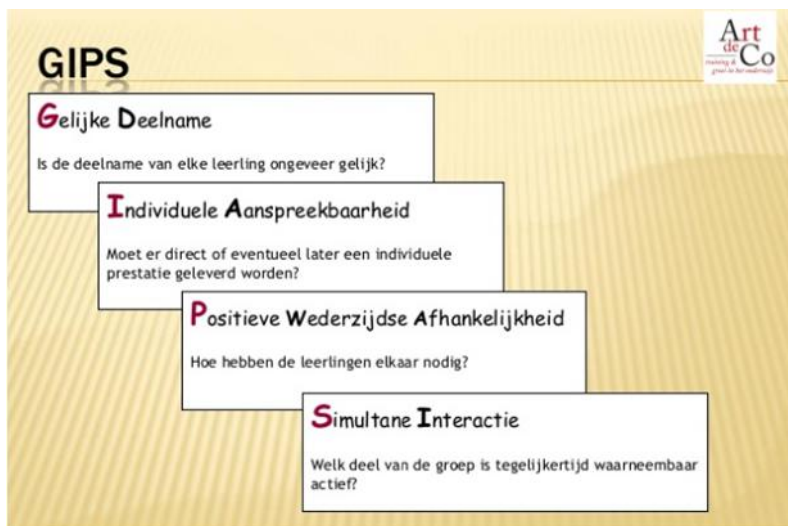 GIPS
Art
de Co
training &
groei in het onderwijs
Gelijke Deelname
Is de deelname van elke leerling ongeveer gelijk?
Individuele Aanspreekbaarheid
Moet er direct of eventueel later een individuele
prestatie geleverd worden?
Positieve Wederzijdse Afhankelijkheid
Hoe hebben de leerlingen elkaar nodig?
Simultane Interactie
Welk deel van de groep is tegelijkertijd waarneembaar
actief?